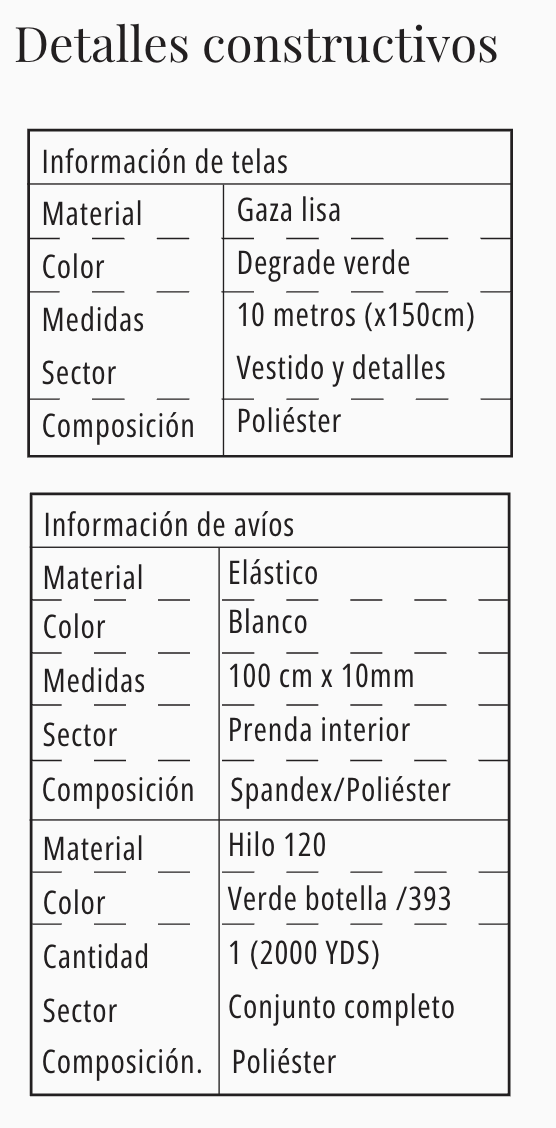 Detalles constructivos
Información de telas
Material Gaza lisa
Color Degrade verde
Medidas 10 metros (x150cm)
Sector Vestido y detalles
Composición Poliéster
Información de avíos
Material Elástico
Color Blanco
Medidas 100 cm x 10mm
Sector Prenda interior
Composición Spandex/Poliéster
Material Hilo 120
Color Verde botella /393
Cantidad 1 (2000 YDS)
Sector Conjunto completo
Composición. Poliéster